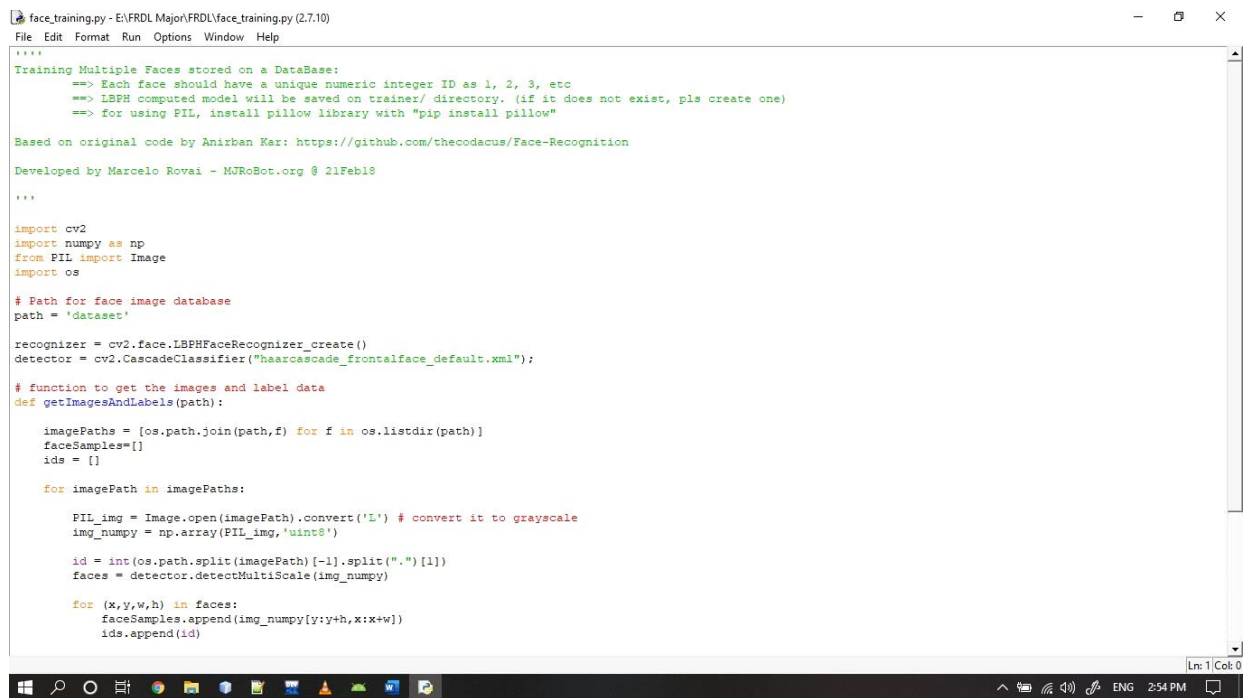 face_training.py - E:\FRDL Major\FRDL\face_training.py (2.7.10)
File Edit Format Run Options Window Help
''''
Training Multiple Faces stored on a DataBase:
        ==> Each face should have a unique numeric integer ID as 1, 2, 3, etc
        ==> LBPH computed model will be saved on trainer/ directory. (if it does not exist, pls create one)
        ==> for using PIL, install pillow library with "pip install pillow"

Based on original code by Anirban Kar: https://github.com/thecodacus/Face-Recognition

Developed by Marcelo Rovai - MJRoBot.org @ 21Feb18

'''

import cv2
import numpy as np
from PIL import Image
import os

# Path for face image database
path = 'dataset'

recognizer = cv2.face.LBPHFaceRecognizer_create()
detector = cv2.CascadeClassifier("haarcascade_frontalface_default.xml");

# function to get the images and label data
def getImagesAndLabels(path):

    imagePaths = [os.path.join(path,f) for f in os.listdir(path)]
    faceSamples=[]
    ids = []

    for imagePath in imagePaths:

        PIL_img = Image.open(imagePath).convert('L') # convert it to grayscale
        img_numpy = np.array(PIL_img,'uint8')

        id = int(os.path.split(imagePath)[-1].split(".")[1])
        faces = detector.detectMultiScale(img_numpy)

        for (x,y,w,h) in faces:
            faceSamples.append(img_numpy[y:y+h,x:x+w])
            ids.append(id)
Ln: 1 Col: 0
ENG 2:54 PM